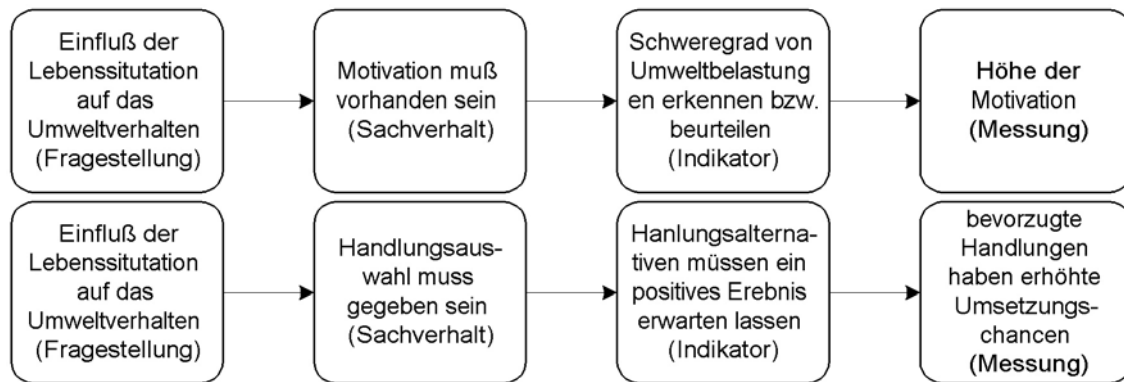 Einfluß der
Lebenssitutation
auf das
Umweltverhalten
(Fragestellung)
Motivation muß
vorhanden sein
(Sachverhalt)
Schweregrad von
Umweltbelastung
en erkennen bzw.
beurteilen
(Indikator)
Höhe der
Motivation
(Messung)
Einfluß der
Lebenssitutation
auf das
Umweltverhalten
(Fragestellung)
Handlungsaus-
wahl muss
gegeben sein
(Sachverhalt)
Hanlungsalterna-
tiven müssen ein
positives Erebnis
erwarten lassen
(Indikator)
bevorzugte
Handlungen
haben erhöhte
Umsetzungs-
chancen
(Messung)